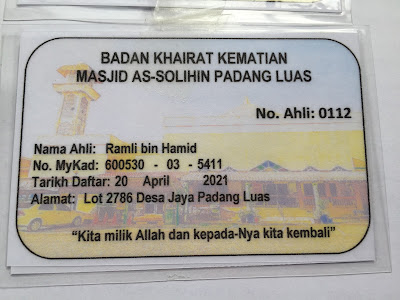 BADAN KHAIRAT KEMATIAN
MASJID AS-SOLIHIN PADANG LUAS
No. Ahli: 0112
Nama Ahli: Ramli bin Hamid
No. MyKad: 600530 - 03 - 5411
Tarikh Daftar: 20 April 2021
Alamat: Lot 2786 Desa Jaya Padang Luas
“Kita milik Allah dan kepada-Nya kita kembali”